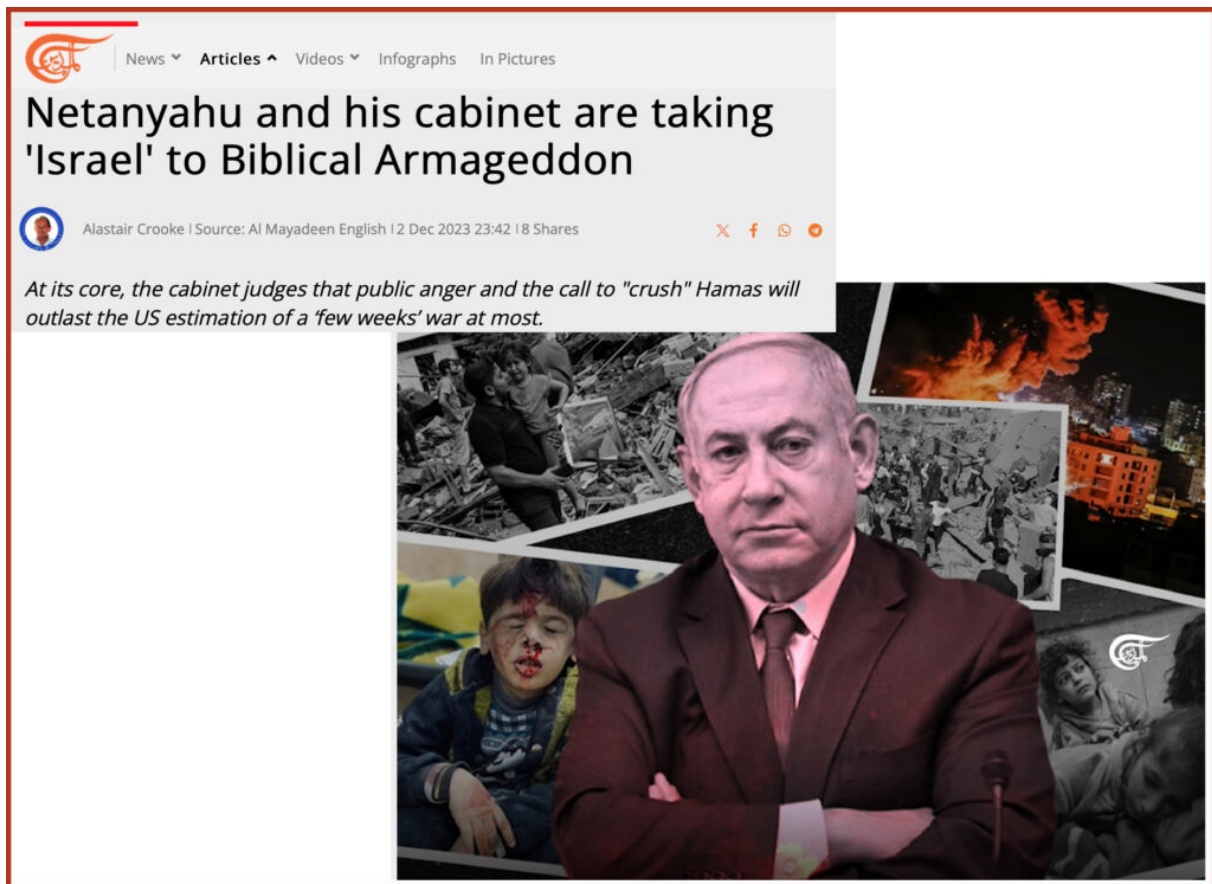 News Articles Videos Infographs In Pictures
Netanyahu and his cabinet are taking
'Israel' to Biblical Armageddon
Alastair Crooke | Source: Al Mayadeen English | 2 Dec 2023 23:42 | 8 Shares
At its core, the cabinet judges that public anger and the call to "crush" Hamas will
outlast the US estimation of a 'few weeks' war at most.